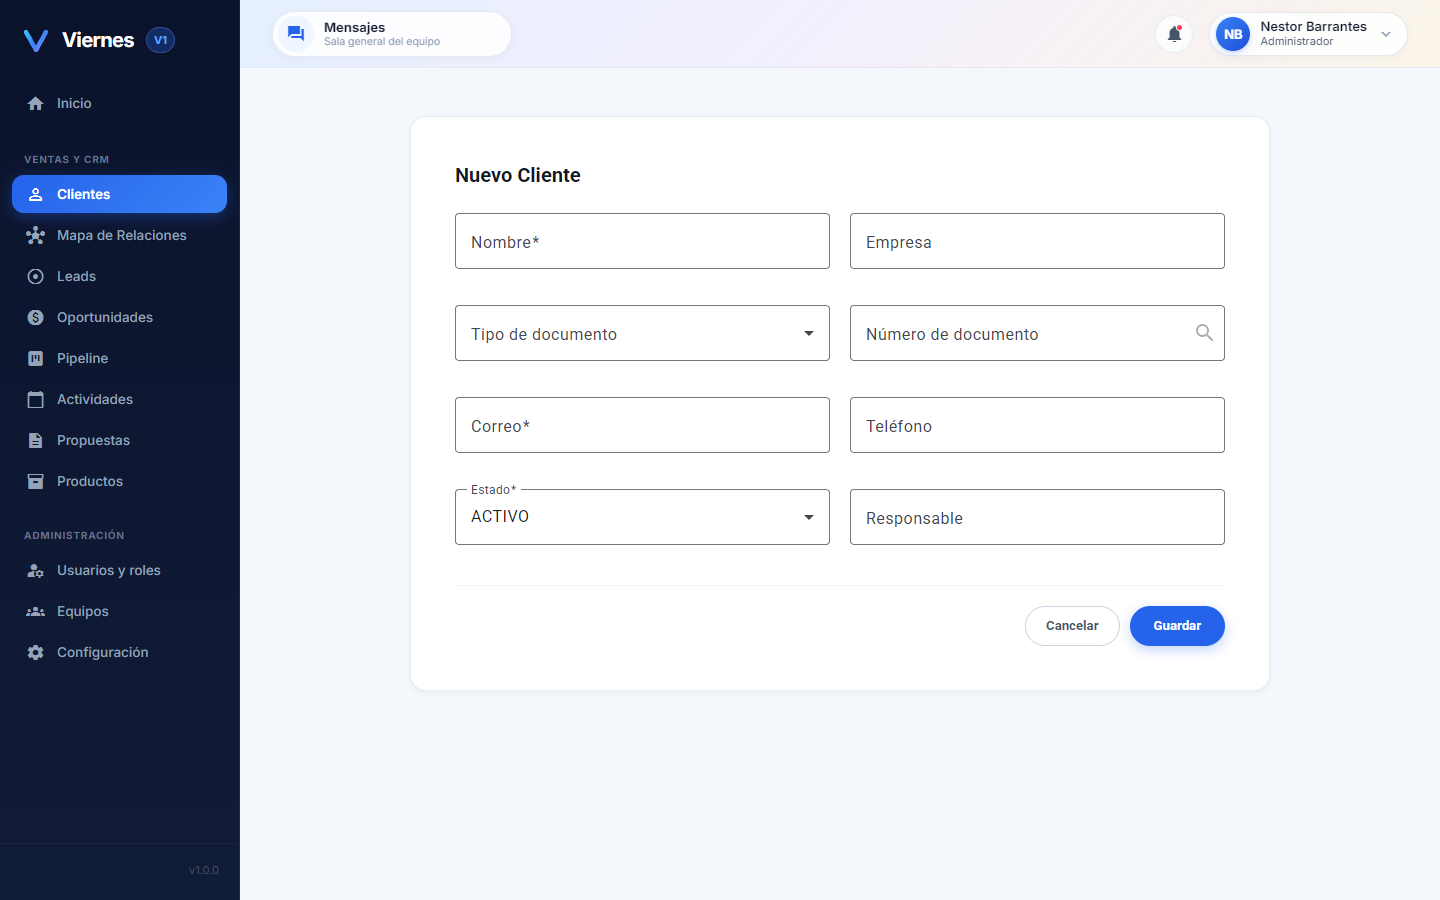 Viernes V1
Inicio
VENTAS Y CRM
Clientes
Mapa de Relaciones
Leads
Oportunidades
Pipeline
Actividades
Propuestas
Productos
ADMINISTRACIÓN
Usuarios y roles
Equipos
Configuración
v1.0.0
Mensajes
Sala general del equipo
NB
Nestor Barrantes
Administrador
Nuevo Cliente
Nombre*
Empresa
Tipo de documento
Número de documento
Correo*
Teléfono
Estado*
ACTIVO
Responsable
Cancelar
Guardar